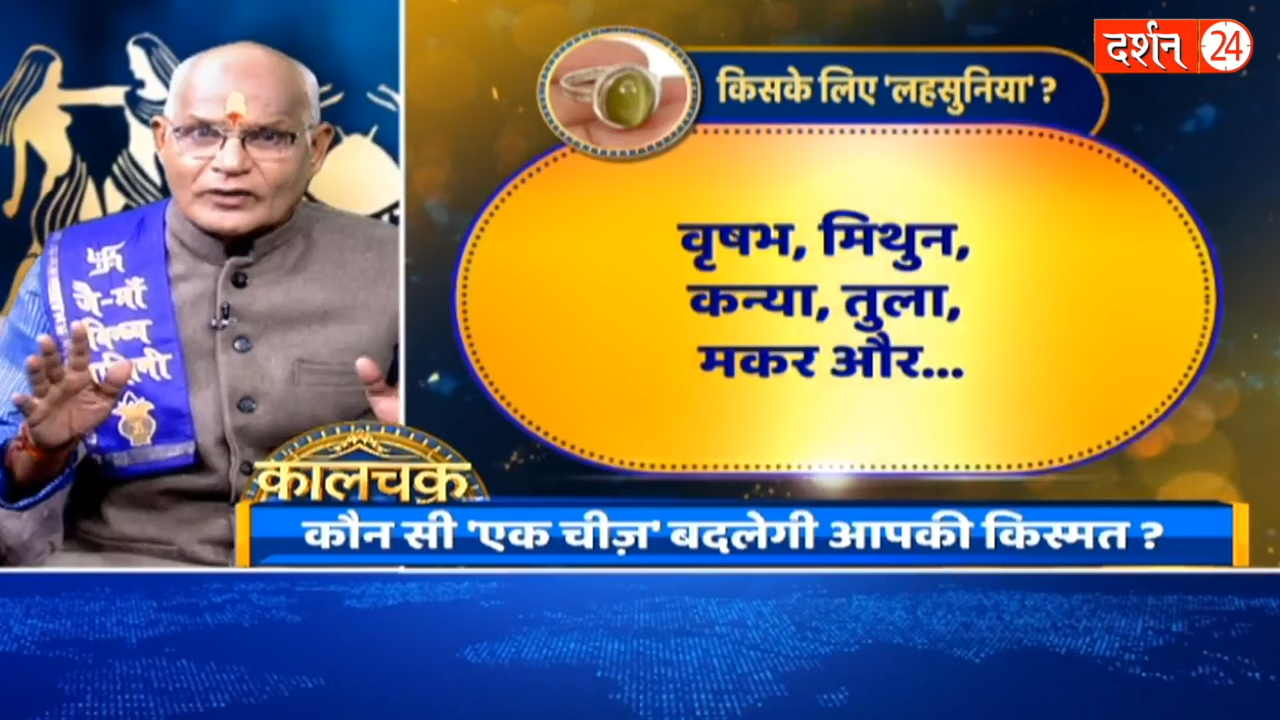 दर्शन 24
किसके लिए 'लहसुनिया' ?
वृषभ, मिथुन,
कन्या, तुला,
मकर और...
जै-माँ
विन्ध्य
कालचक्र
कौन सी 'एक चीज़' बदलेगी आपकी किस्मत ?